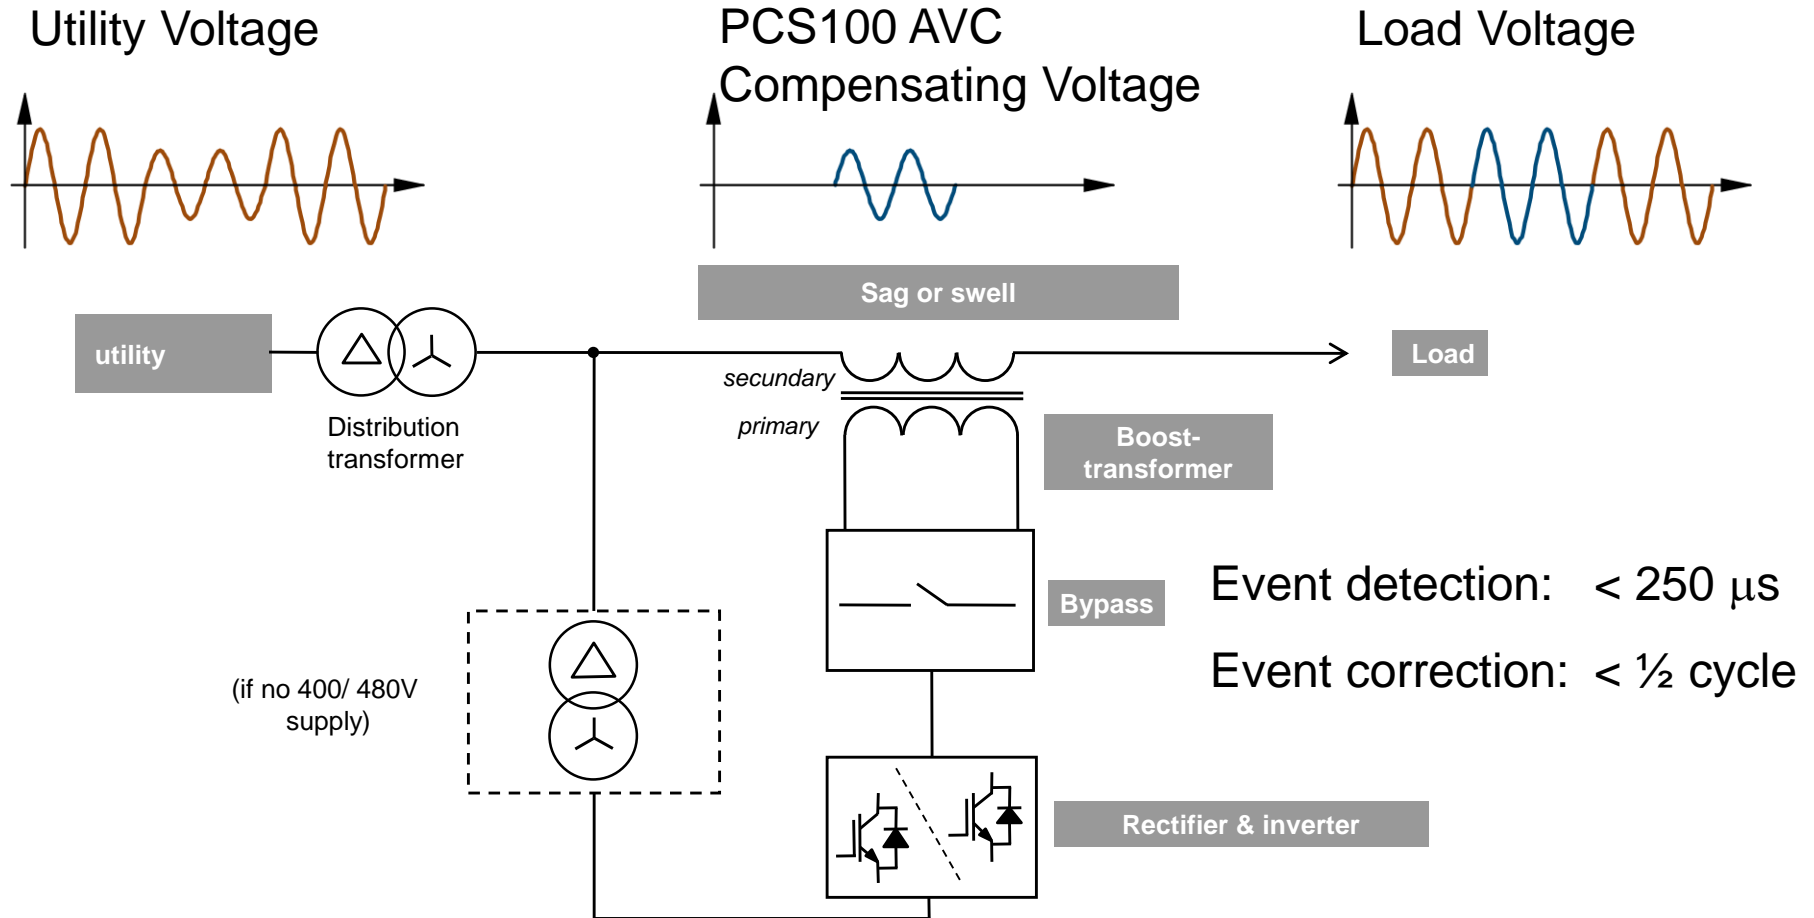 Utility Voltage
PCS100 AVC
Compensating Voltage
Load Voltage
Sag or swell
utility
Load
secundary
primary
Distribution
transformer
Boost-
transformer
Bypass
Event detection: < 250 μs
Event correction: < ½ cycle
(if no 400/ 480V
supply)
Rectifier & inverter